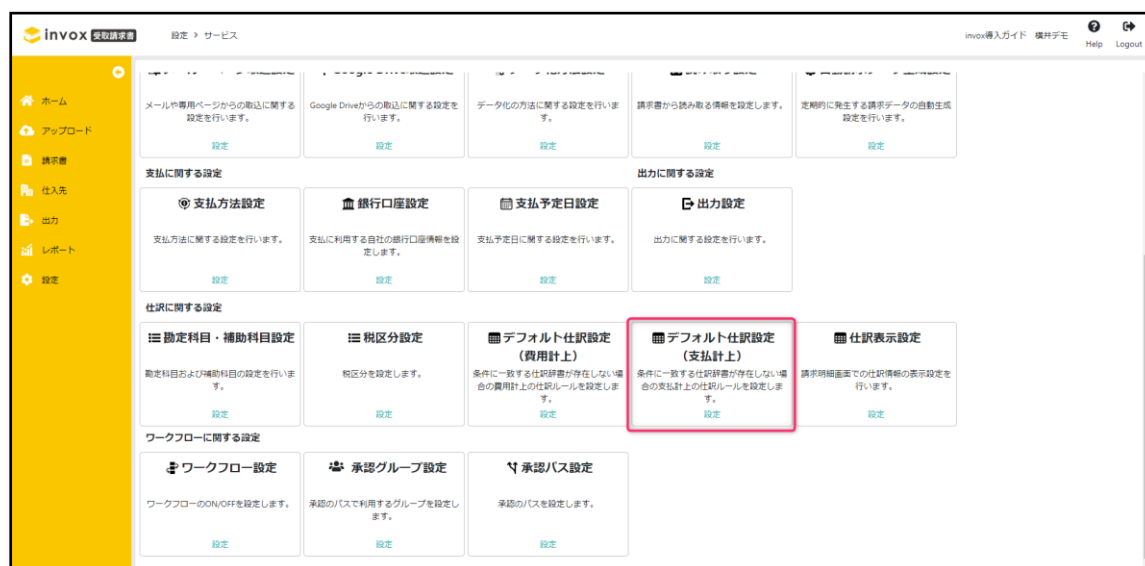 invox 受取請求書
設定 > サービス
invox導入ガイド 横井デモ
Help
Logout
ホーム
アップロード
請求書
仕入先
出力
レポート
設定
メールや専用ページからの取込に関する
設定を行います。
設定
Google Driveからの取込に関する設定を
行います。
設定
データ化の方法に関する設定を行いま
す。
設定
請求書から読み取る情報を設定します。
設定
定期的に発生する請求データの自動生成
設定を行います。
設定
支払に関する設定
出力に関する設定
支払方法設定
支払方法に関する設定を行います。
設定
銀行口座設定
支払に利用する自社の銀行口座情報を設
定します。
設定
支払予定日設定
支払予定日に関する設定を行います。
設定
出力設定
出力に関する設定を行います。
設定
仕訳に関する設定
勘定科目・補助科目設定
勘定科目および補助科目の設定を行いま
す。
設定
税区分設定
税区分を設定します。
設定
デフォルト仕訳設定
（費用計上）
条件に一致する仕訳辞書が存在しない場
合の費用計上の仕訳ルールを設定しま
す。
設定
デフォルト仕訳設定
（支払計上）
条件に一致する仕訳辞書が存在しない場
合の支払計上の仕訳ルールを設定しま
す。
設定
仕訳表示設定
請求明細画面での仕訳情報の表示設定を
行います。
設定
ワークフローに関する設定
ワークフロー設定
ワークフローのON/OFFを設定します。
設定
承認グループ設定
承認のパスで利用するグループを設定し
ます。
設定
承認パス設定
承認のパスを設定します。
設定